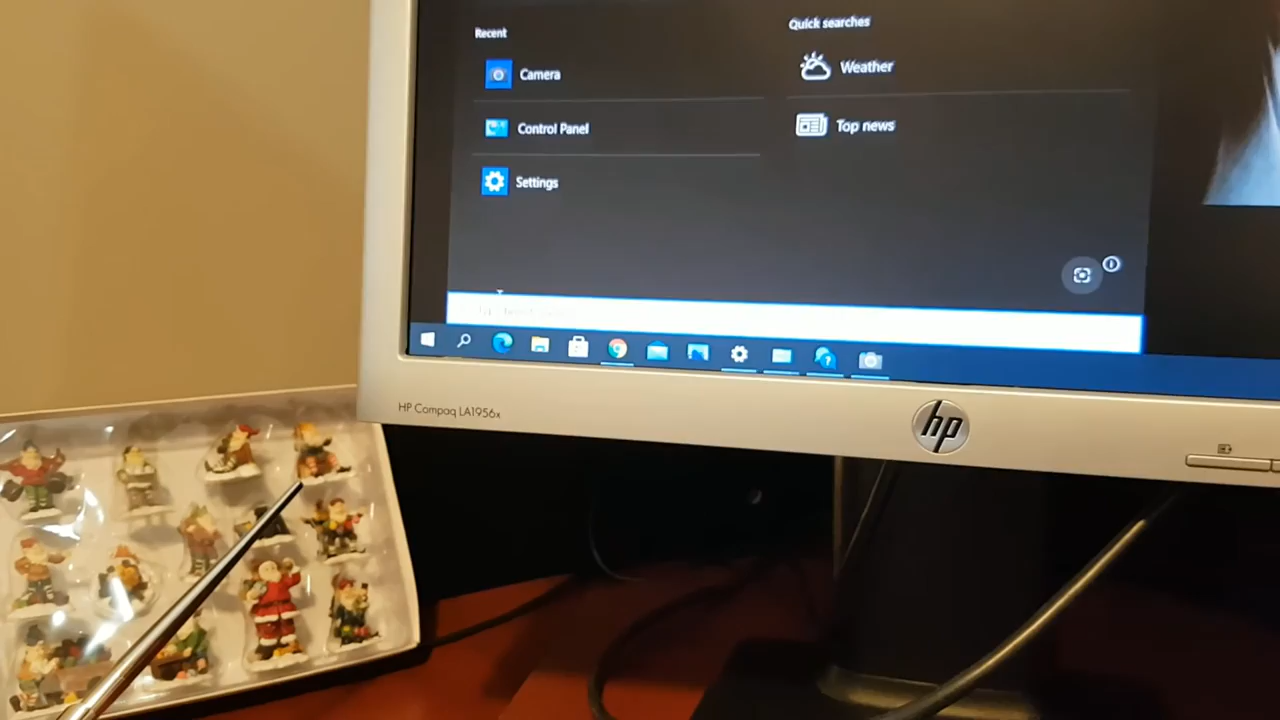 Recent
Camera
Control Panel
Settings
Quick searches
Weather
Top news
HP Compaq LA1956x
hp